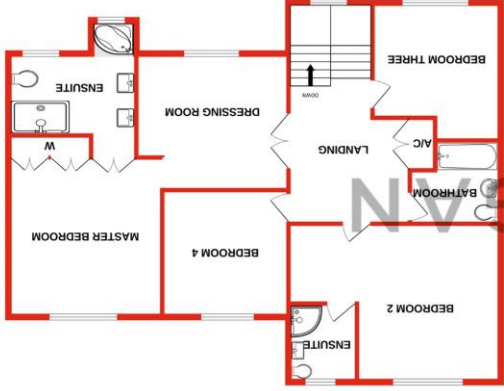 ENSUITE
BEDROOM 2
BEDROOM 4
MASTER BEDROOM
BATHROOM
LANDING
W
A/C
DRESSING ROOM
DOWN
ENSUITE
BEDROOM THREE